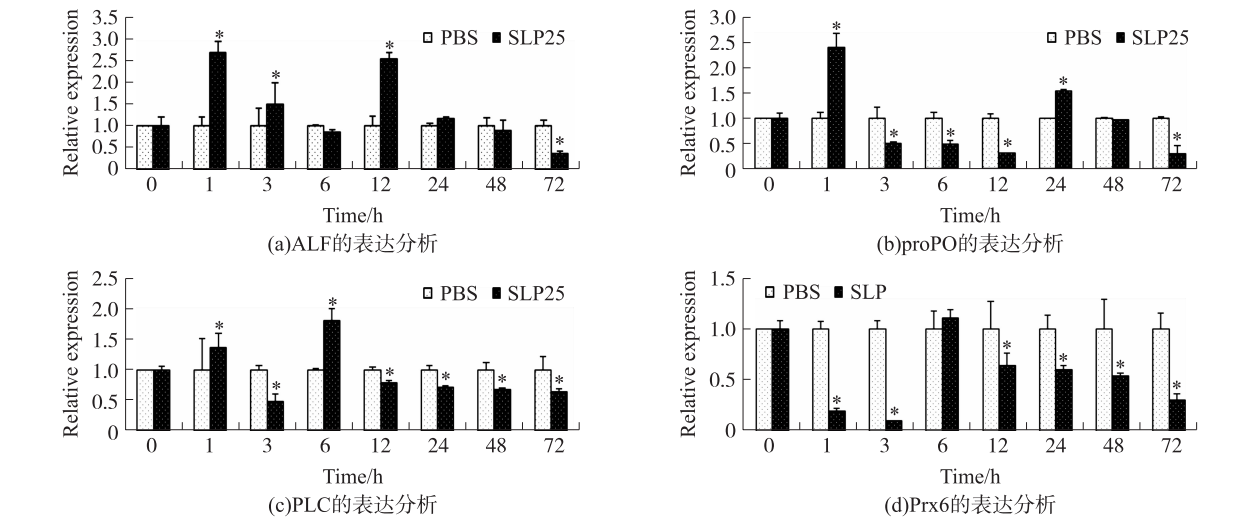 Relative expression
3.5
3.0
2.5
2.0
1.5
1.0
0.5
0
PBS SLP25
* * * *
0 1 3 6 12 24 48 72
Time/h
(a)ALF的表达分析
Relative expression
3.0
2.5
2.0
1.5
1.0
0.5
0
PBS SLP25
* * * * * *
0 1 3 6 12 24 48 72
Time/h
(b)proPO的表达分析
Relative expression
2.5
2.0
1.5
1.0
0.5
0
PBS SLP25
* * * * * * *
0 1 3 6 12 24 48 72
Time/h
(c)PLC的表达分析
Relative expression
1.5
1.0
0.5
0
PBS SLP
* * * * * *
0 1 3 6 12 24 48 72
Time/h
(d)Prx6的表达分析